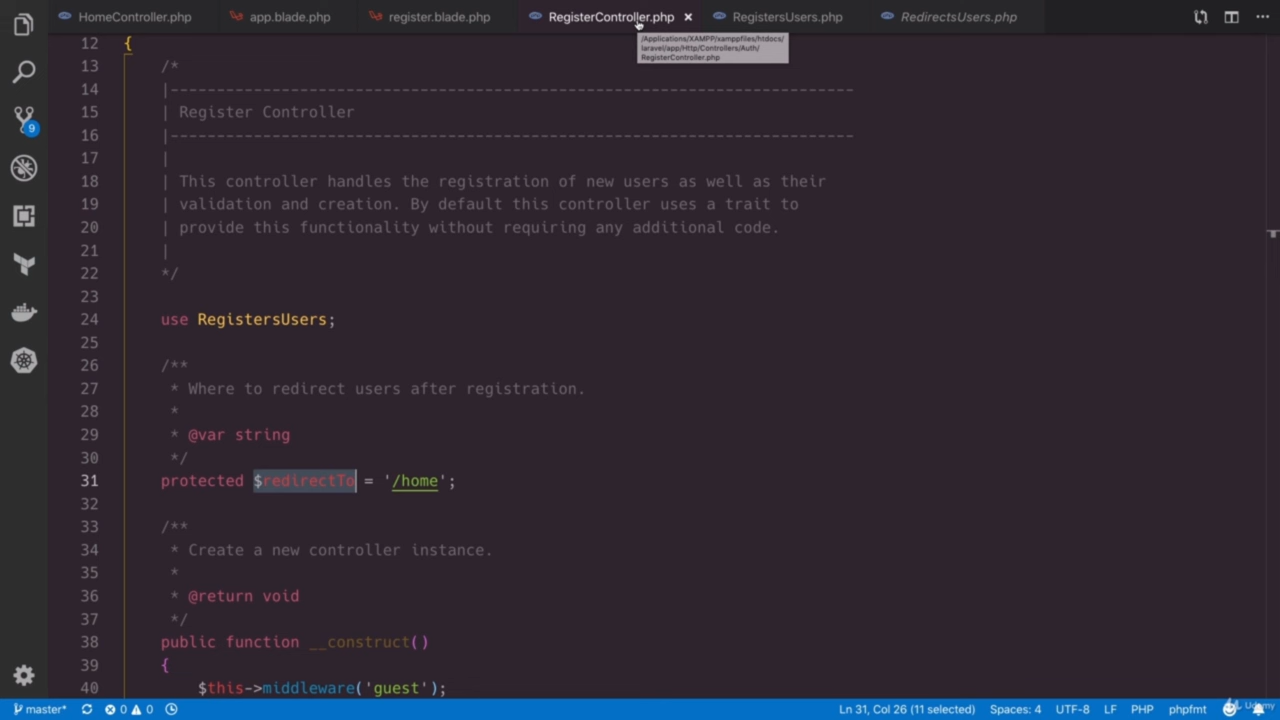 HomeController.php app.blade.php register.blade.php RegisterController.php × RegistersUsers.php RedirectsUsers.php
/Applications/XAMPP/xamppfiles/htdocs/
laravel/app/Http/Controllers/Auth/
RegisterController.php
12 {
13 /*
14 |--------------------------------------------------------------------------
15 | Register Controller
16 |--------------------------------------------------------------------------
17 |
18 | This controller handles the registration of new users as well as their
19 | validation and creation. By default this controller uses a trait to
20 | provide this functionality without requiring any additional code.
21 |
22 */
23
24 use RegistersUsers;
25
26 /**
27 * Where to redirect users after registration.
28 *
29 * @var string
30 */
31 protected $redirectTo = '/home';
32
33 /**
34 * Create a new controller instance.
35 *
36 * @return void
37 */
38 public function __construct()
39 {
40 $this->middleware('guest');
9
master* 0 0 Ln 31, Col 26 (11 selected) Spaces: 4 UTF-8 LF PHP phpfmt
Udemy